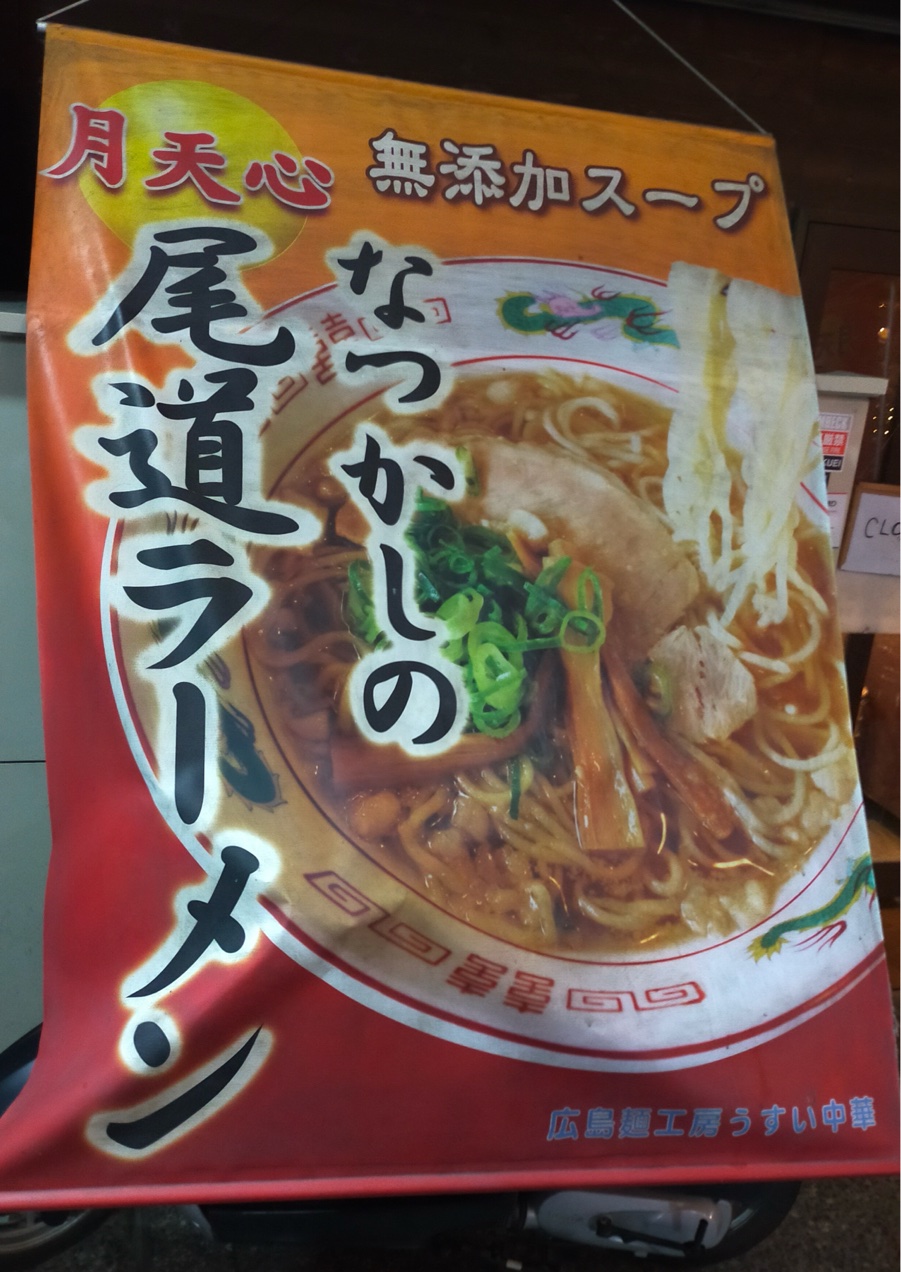 月天心
無添加スープ
なつかしの
尾道ラーメン
広島麺工房うすい中華
CLO